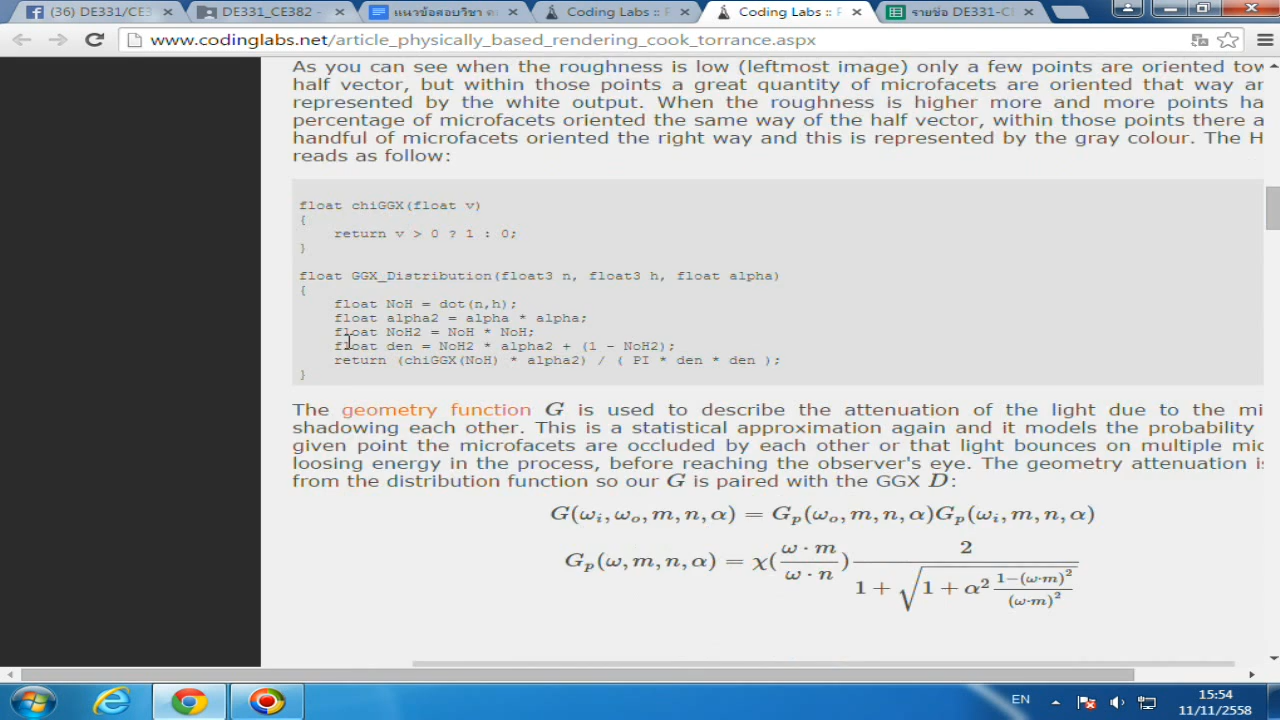 (36) DE331/CE3
DE331_CE382 -
แนวข้อสอบวิชา คอ
Coding Labs :: F
Coding Labs :: F
รายชื่อ DE331-CE
www.codinglabs.net/article_physically_based_rendering_cook_torrance.aspx
As you can see when the roughness is low (leftmost image) only a few points are oriented tow
half vector, but within those points a great quantity of microfacets are oriented that way an
represented by the white output. When the roughness is higher more and more points ha
percentage of microfacets oriented the same way of the half vector, within those points there a
handful of microfacets oriented the right way and this is represented by the gray colour. The H
reads as follow:
float chiGGX(float v)
{
return v > 0 ? 1 : 0;
}
float GGX_Distribution(float3 n, float3 h, float alpha)
{
float NoH = dot(n,h);
float alpha2 = alpha * alpha;
float NoH2 = NoH * NoH;
float den = NoH2 * alpha2 + (1 - NoH2);
return (chiGGX(NoH) * alpha2) / ( PI * den * den );
}
The geometry function G is used to describe the attenuation of the light due to the mi
shadowing each other. This is a statistical approximation again and it models the probability
given point the microfacets are occluded by each other or that light bounces on multiple mic
loosing energy in the process, before reaching the observer's eye. The geometry attenuation is
from the distribution function so our G is paired with the GGX D:
G(ωi, ωo, m, n, α) = Gp(ωo, m, n, α)Gp(ωi, m, n, α)
Gp(ω, m, n, α) = χ(ω · m / ω · n) 2 / (1 + √(1 + α² (1−(ω·m)²) / (ω·m)²))
EN
15:54
11/11/2558